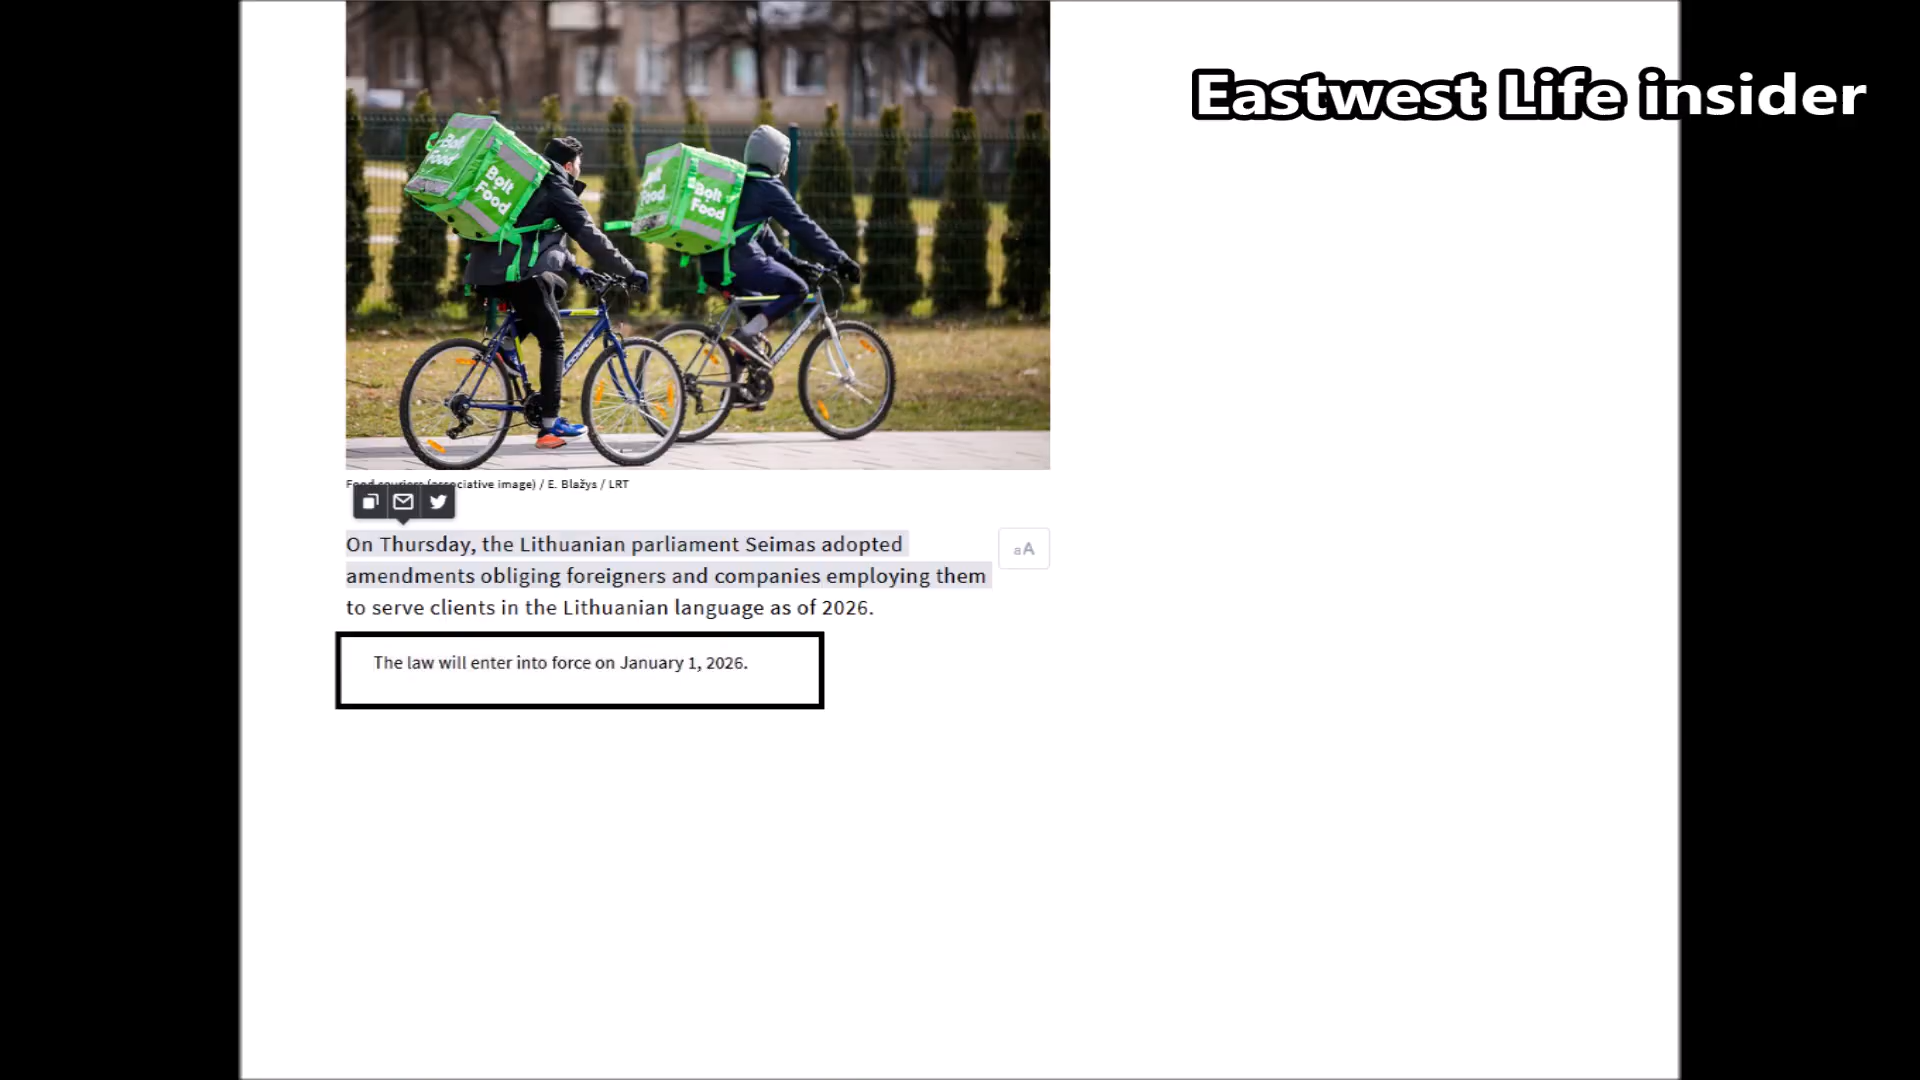 Eastwest Life insider
Bolt
Food
Bolt
Food
Food
Bolt
Food
(associative image) / E. Blažys / LRT
aA
On Thursday, the Lithuanian parliament Seimas adopted
amendments obliging foreigners and companies employing them
to serve clients in the Lithuanian language as of 2026.
The law will enter into force on January 1, 2026.